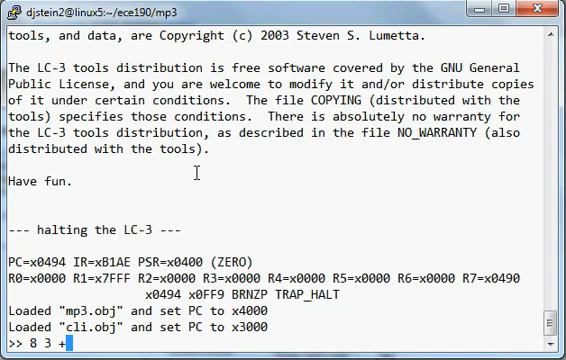 djstein2@linux5:~/ece190/mp3
tools, and data, are Copyright (c) 2003 Steven S. Lumetta.
The LC-3 tools distribution is free software covered by the GNU General
Public License, and you are welcome to modify it and/or distribute copies
of it under certain conditions.  The file COPYING (distributed with the
tools) specifies those conditions.  There is absolutely no warranty for
the LC-3 tools distribution, as described in the file NO_WARRANTY (also
distributed with the tools).
Have fun.
--- halting the LC-3 ---
PC=x0494 IR=xB1AE PSR=x0400 (ZERO)
R0=x0000 R1=x7FFF R2=x0000 R3=x0000 R4=x0000 R5=x0000 R6=x0000 R7=x0490
x0494 x0FF9 BRNZP TRAP_HALT
Loaded "mp3.obj" and set PC to x4000
Loaded "cli.obj" and set PC to x3000
>> 8 3 +